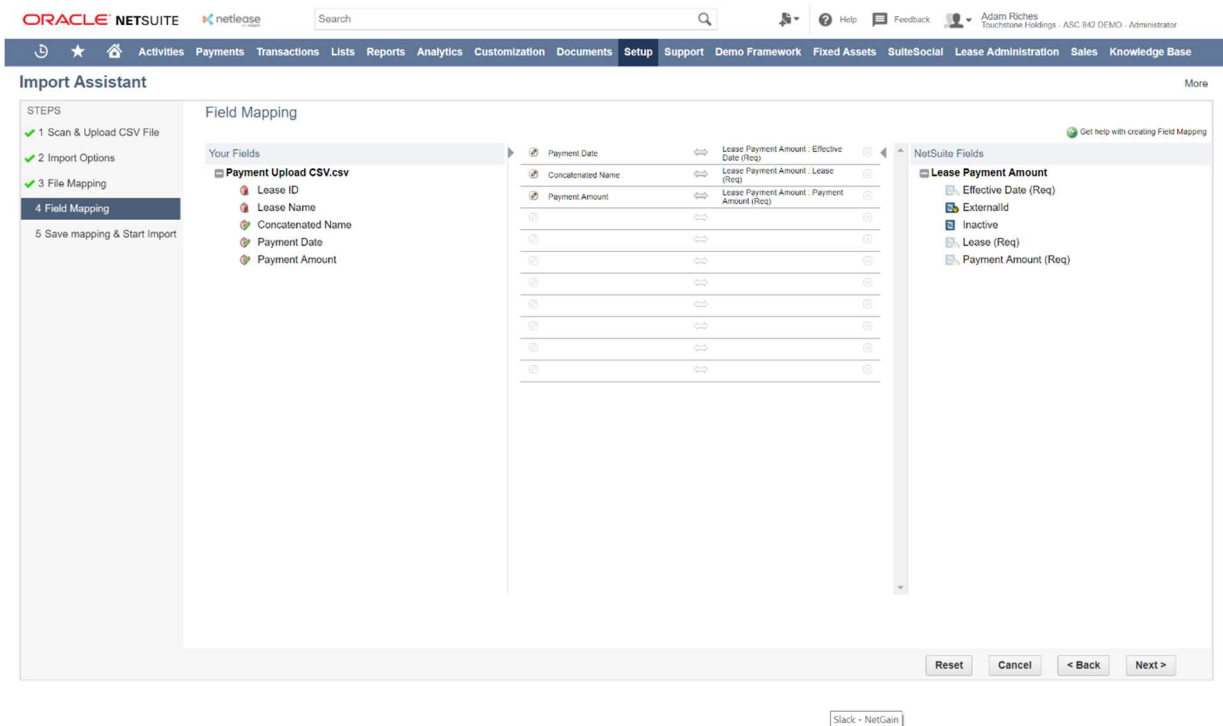 ORACLE NETSUITE
netlease
Search
Help
Feedback
Adam Riches
Touchstone Holdings - ASC 842 DEMO - Administrator
Activities Payments Transactions Lists Reports Analytics Customization Documents Setup Support Demo Framework Fixed Assets SuiteSocial Lease Administration Sales Knowledge Base
Import Assistant
More
STEPS
1 Scan & Upload CSV File
2 Import Options
3 File Mapping
4 Field Mapping
5 Save mapping & Start Import
Field Mapping
Get help with creating Field Mapping
Your Fields
Payment Upload CSV.csv
Lease ID
Lease Name
Concatenated Name
Payment Date
Payment Amount
Payment Date
Lease Payment Amount : Effective
Date (Req)
Concatenated Name
Lease Payment Amount : Lease
(Req)
Payment Amount
Lease Payment Amount : Payment
Amount (Req)
NetSuite Fields
Lease Payment Amount
Effective Date (Req)
ExternalId
Inactive
Lease (Req)
Payment Amount (Req)
Reset
Cancel
< Back
Next >
Slack - NetGain